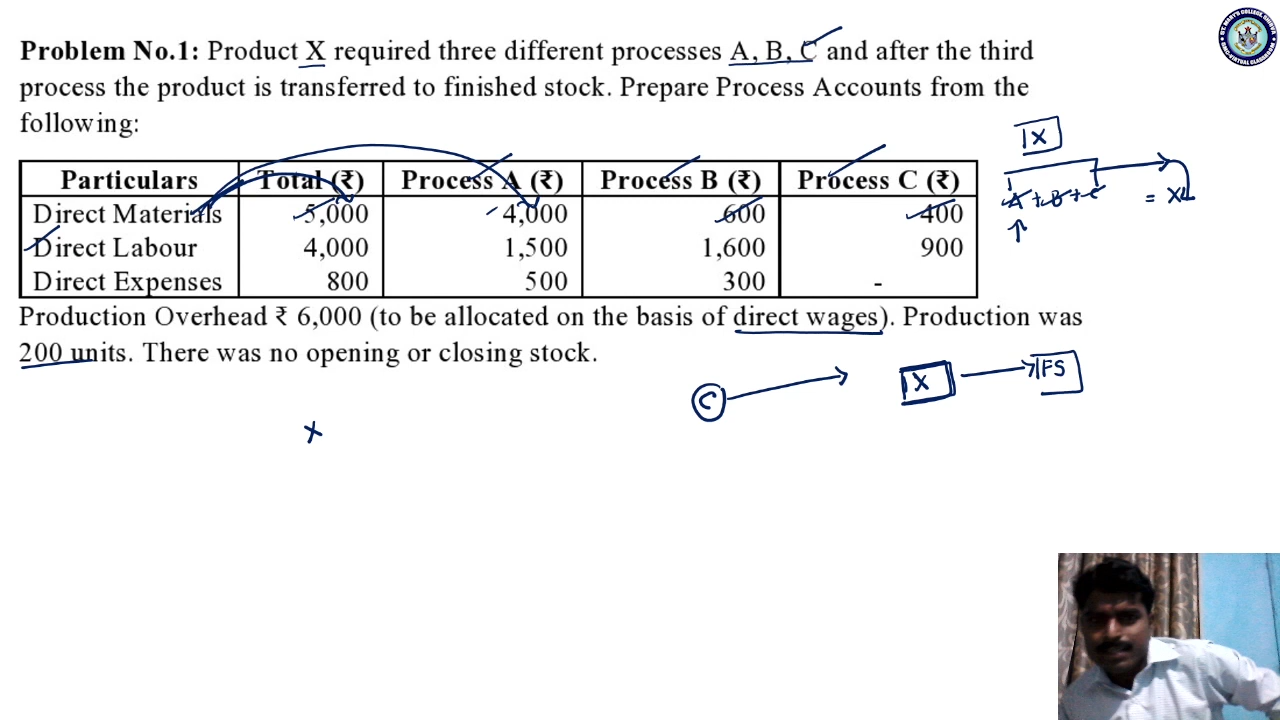 Problem No.1: Product X required three different processes A, B, C and after the third
process the product is transferred to finished stock. Prepare Process Accounts from the
following:
Particulars Total (₹) Process A (₹) Process B (₹) Process C (₹)
Direct Materials 5,000 4,000 600 400
Direct Labour 4,000 1,500 1,600 900
Direct Expenses 800 500 300 -
Production Overhead ₹ 6,000 (to be allocated on the basis of direct wages). Production was
200 units. There was no opening or closing stock.
X
A + B + C = X
C X FS
x